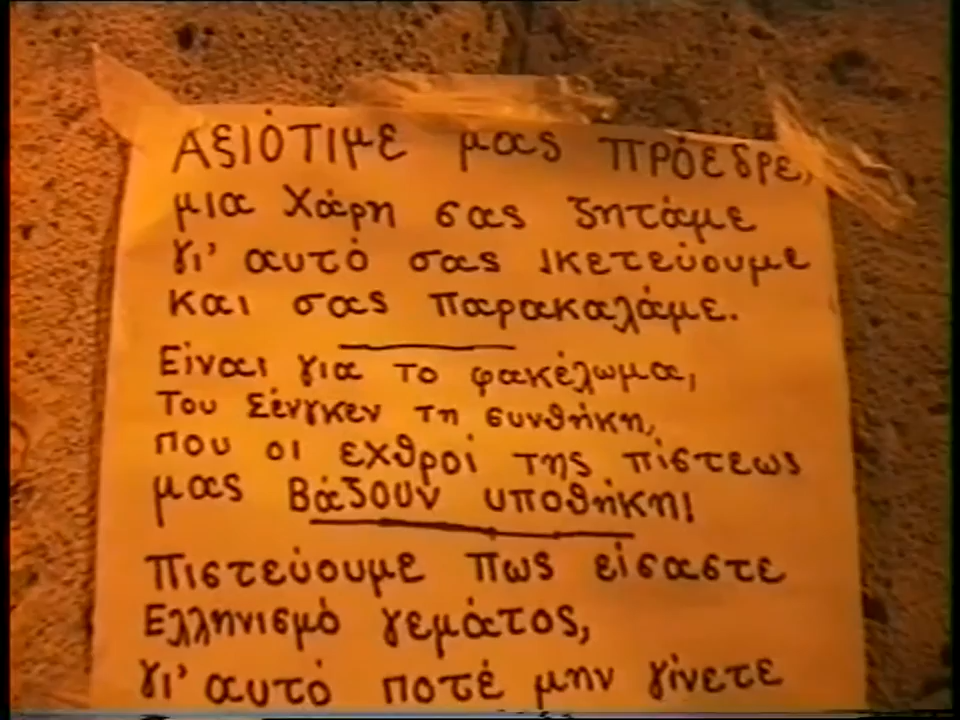 Αξιότιμε μας πρόεδρε,
μια χάρη σας ζητάμε
γι' αυτό σας ικετεύουμε
και σας παρακαλάμε.
Είναι για το φακέλωμα,
Του Σένγκεν τη συνθήκη,
που οι εχθροί της πίστεως
μας βάζουν υποθήκη!
Πιστεύουμε πως είσαστε
Ελληνισμό γεμάτος,
γι' αυτό ποτέ μην γίνετε